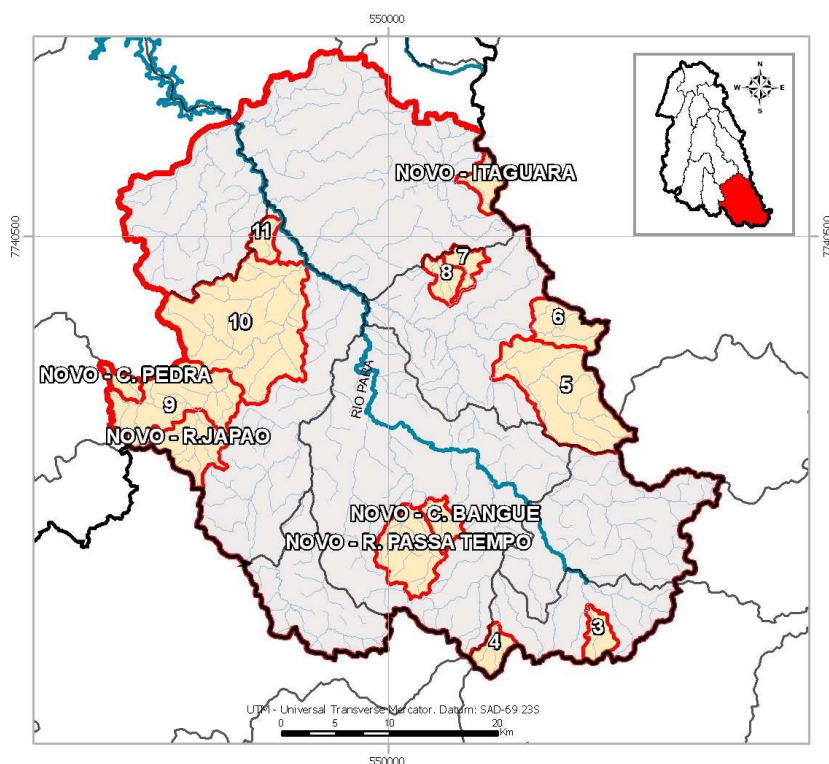 550000
N
W E
S
NOVO - ITAGUARA
7740500
7740500
11
7
8
10
6
NOVO - C. PEDRA
RIO PARÁ
5
9
NOVO - R.JAPAO
NOVO - C. BANGUE
NOVO - R. PASSA TEMPO
3
4
UTM - Universal Transverse Mercator. Datum: SAD-69 23S
0 5 10 20
Km
550000